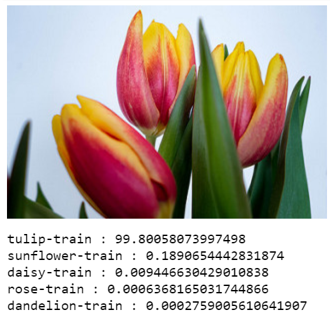 tulip-train : 99.80058073997498
sunflower-train : 0.1890654442831874
daisy-train : 0.009446630429010838
rose-train : 0.0006368165031744866
dandelion-train : 0.0002759005610641907